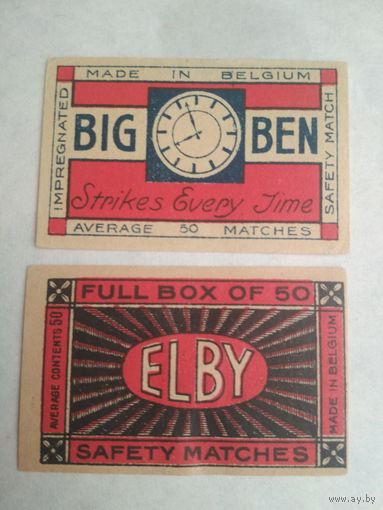 MADE IN BELGIUM
IMPREGNATED
BIG BEN
SAFETY MATCH
Strikes Every Time
AVERAGE 50 MATCHES
FULL BOX OF 50
AVERAGE CONTENTS 50
ELBY
MADE IN BELGIUM
SAFETY MATCHES
www.ay.by